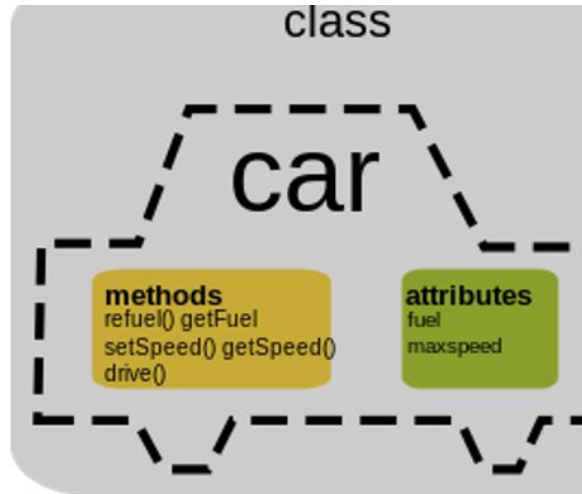 class
car
methods
refuel() getFuel
setSpeed() getSpeed()
drive()
attributes
fuel
maxspeed